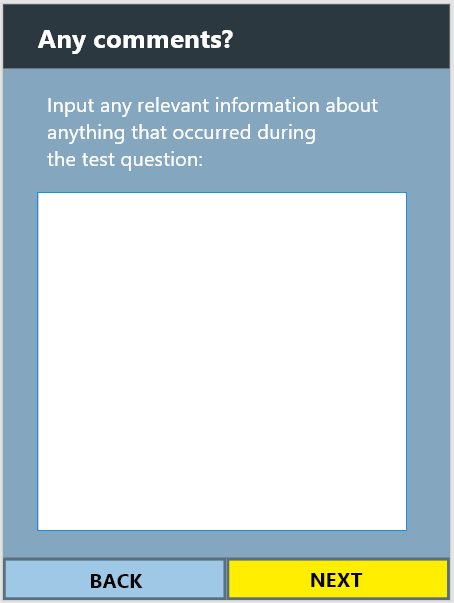 Any comments?
Input any relevant information about
anything that occurred during
the test question:
BACK
NEXT